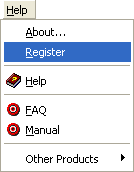 Help
About...
Register
Help
FAQ
Manual
Other Products